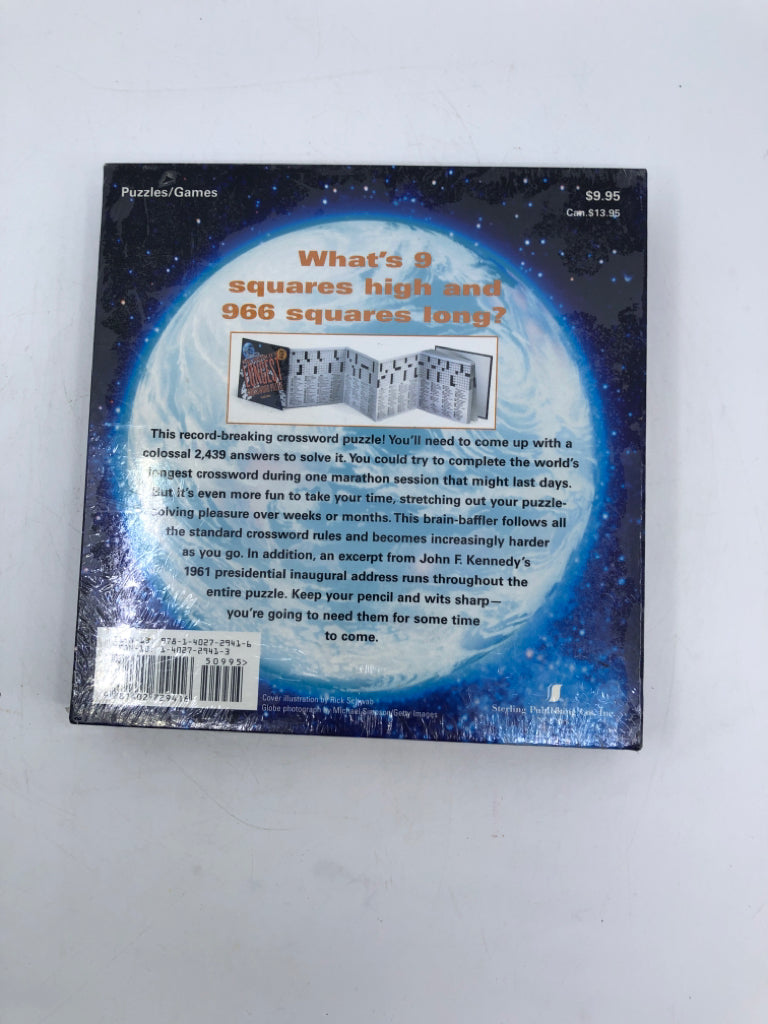 Puzzles/Games
$9.95
Can.$13.95
What's 9
squares high and
966 squares long?
LONGEST
This record-breaking crossword puzzle! You'll need to come up with a
colossal 2,439 answers to solve it. You could try to complete the world's
longest crossword during one marathon session that might last days.
But it's even more fun to take your time, stretching out your puzzle-
solving pleasure over weeks or months. This brain-baffler follows all
the standard crossword rules and becomes increasingly harder
as you go. In addition, an excerpt from John F. Kennedy's
1961 presidential inaugural address runs throughout the
entire puzzle. Keep your pencil and wits sharp—
you're going to need them for some time
to come.
978-1-4027-2941-6
1-4027-2941-3
50995>
Cover illustration by Rick Schwab
Globe photograph by Michael Simpson/Getty Images
Sterling Publishing Co., Inc.